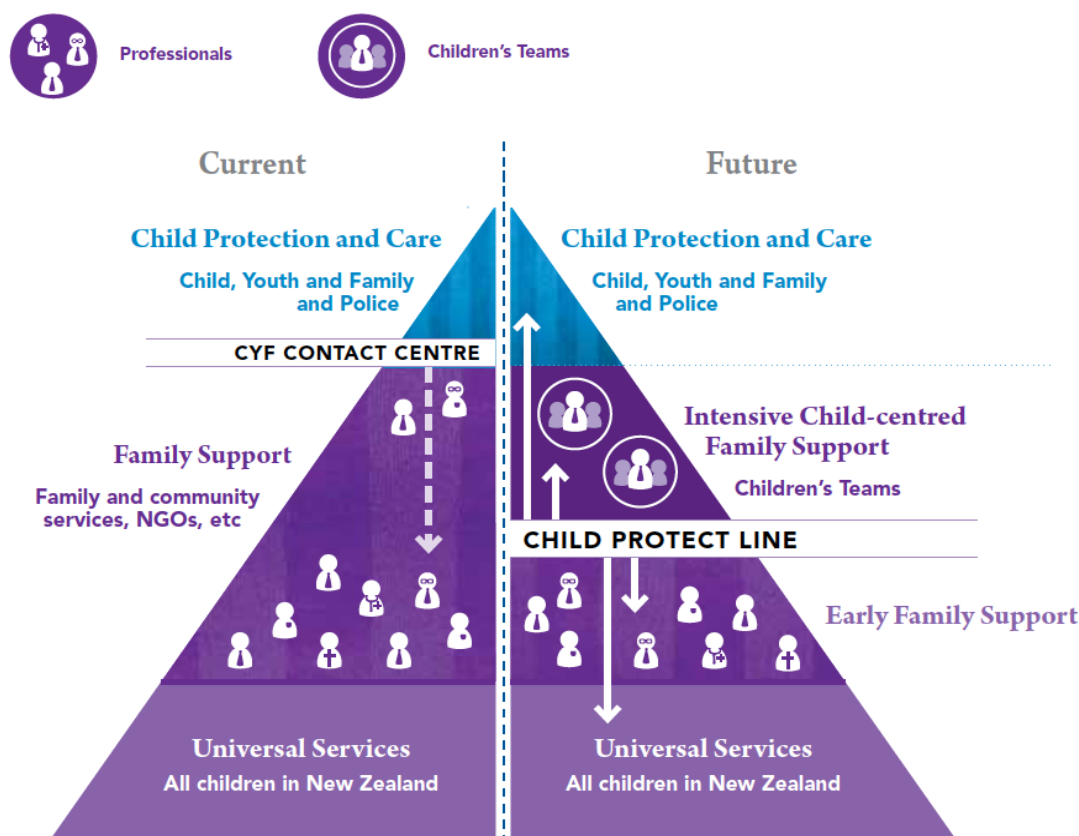 Professionals
Children's Teams
Current
Future
Child Protection and Care
Child, Youth and Family
and Police
Child Protection and Care
Child, Youth and Family
and Police
CYF CONTACT CENTRE
Family Support
Family and community
services, NGOs, etc
Intensive Child-centred
Family Support
Children's Teams
CHILD PROTECT LINE
Early Family Support
Universal Services
All children in New Zealand
Universal Services
All children in New Zealand